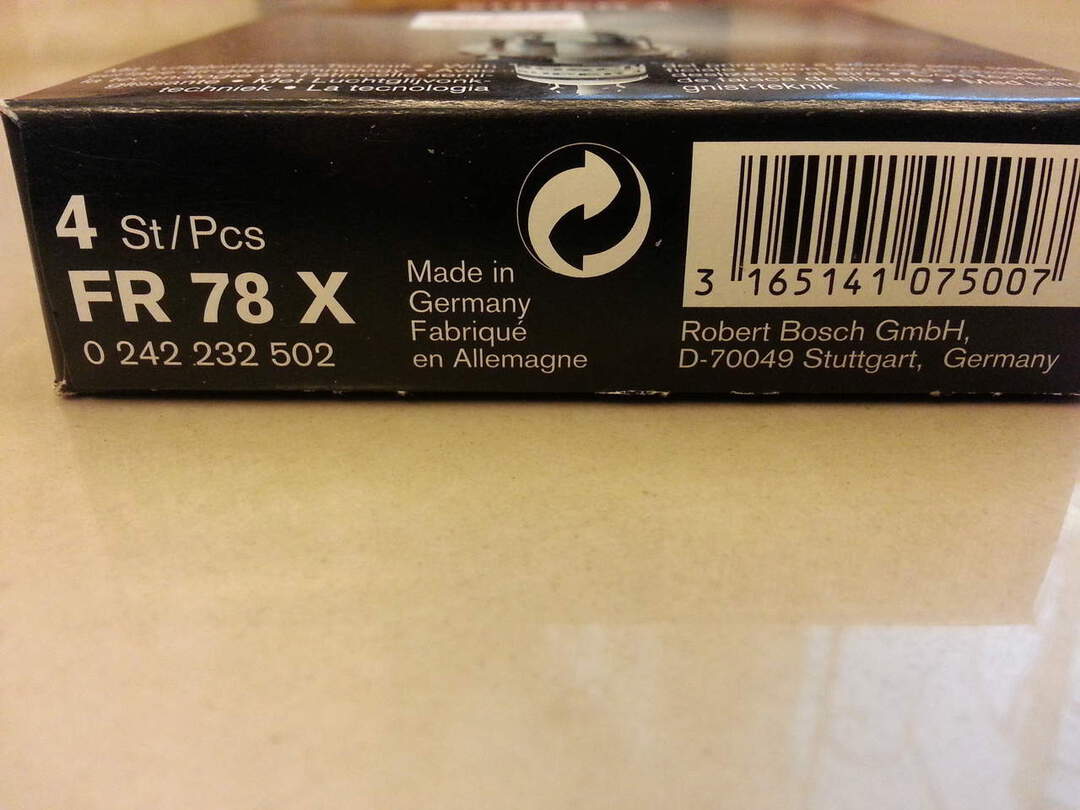 techniek • La tecnologia
gnist-teknik
4 St/Pcs
FR 78 X
0 242 232 502
Made in
Germany
Fabriqué
en Allemagne
3 165141 075007
Robert Bosch GmbH,
D-70049 Stuttgart, Germany